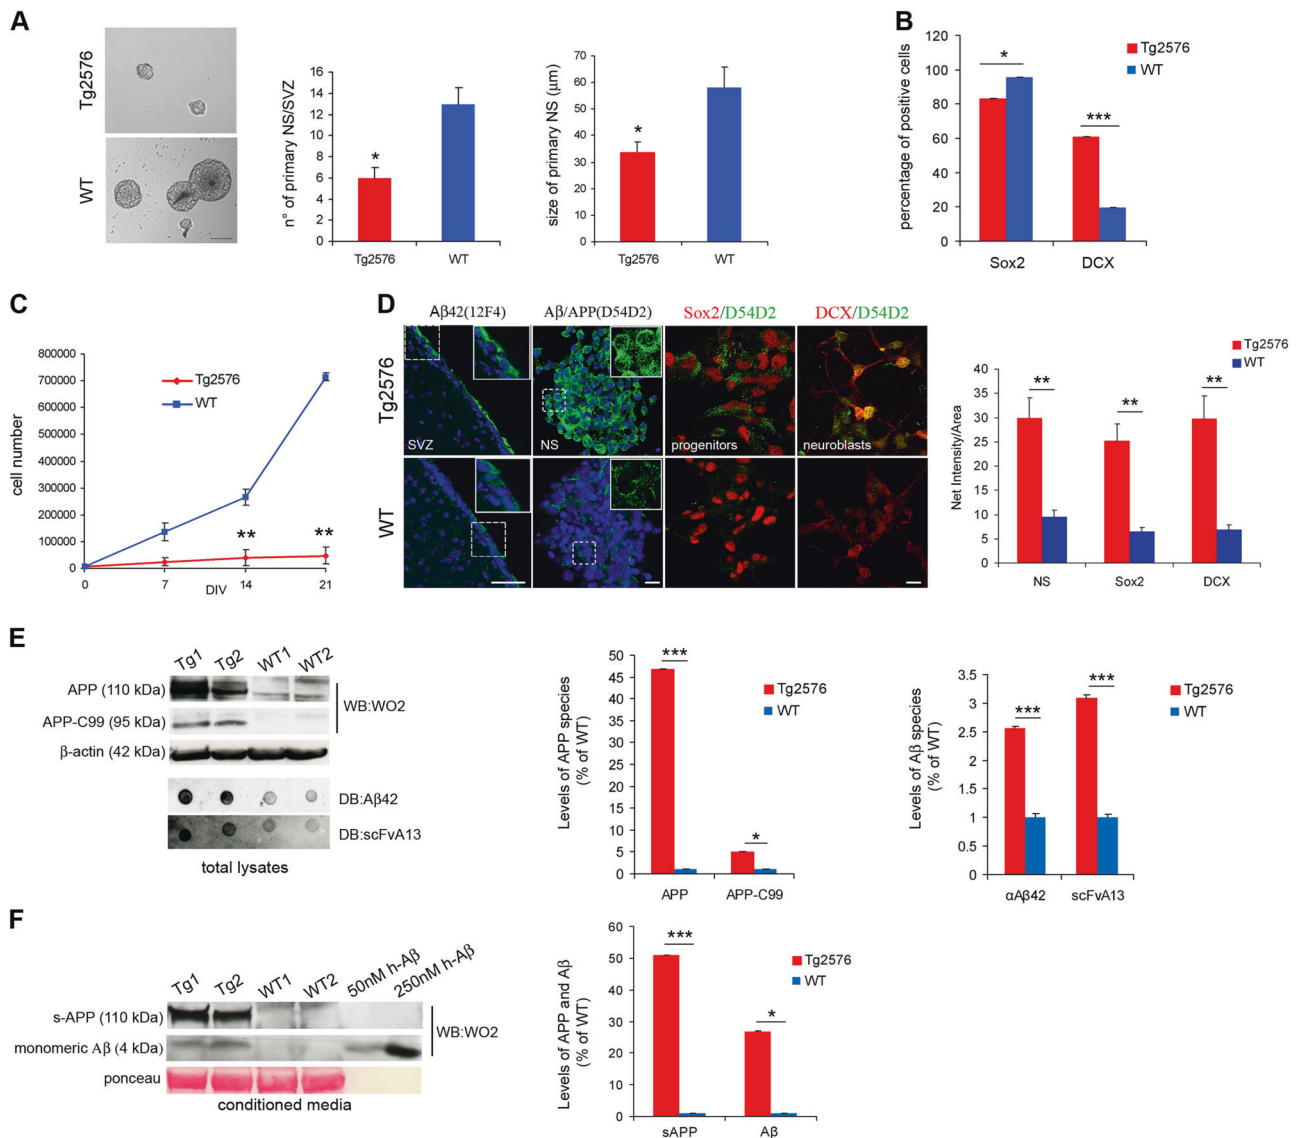 A
Tg2576
WT
n° of primary NS/SVZ
16
14
12
10
8
6
4
2
0
*
Tg2576
WT
size of primary NS (μm)
70
60
50
40
30
20
10
0
*
Tg2576
WT
B
percentage of positive cells
120
100
80
60
40
20
0
*
***
Tg2576
WT
Sox2
DCX
C
cell number
800000
700000
600000
500000
400000
300000
200000
100000
0
Tg2576
WT
**
**
0
7
14
21
DIV
D
Aβ42(12F4)
Aβ/APP(D54D2)
Sox2/D54D2
DCX/D54D2
Tg2576
SVZ
NS
progenitors
neuroblasts
WT
Net Intensity/Area
40
35
30
25
20
15
10
5
0
**
**
**
Tg2576
WT
NS
Sox2
DCX
E
Tg1
Tg2
WT1
WT2
APP (110 kDa)
APP-C99 (95 kDa)
β-actin (42 kDa)
WB:WO2
DB:Aβ42
DB:scFvA13
total lysates
Levels of APP species
(% of WT)
50
45
40
35
30
25
20
15
10
5
0
***
*
Tg2576
WT
APP
APP-C99
Levels of Aβ species
(% of WT)
3.5
3
2.5
2
1.5
1
0.5
0
***
***
Tg2576
WT
αAβ42
scFvA13
F
Tg1
Tg2
WT1
WT2
50nM h-Aβ
250nM h-Aβ
s-APP (110 kDa)
monomeric Aβ (4 kDa)
ponceau
WB:WO2
conditioned media
Levels of APP and Aβ
(% of WT)
60
50
40
30
20
10
0
***
*
Tg2576
WT
sAPP
Aβ